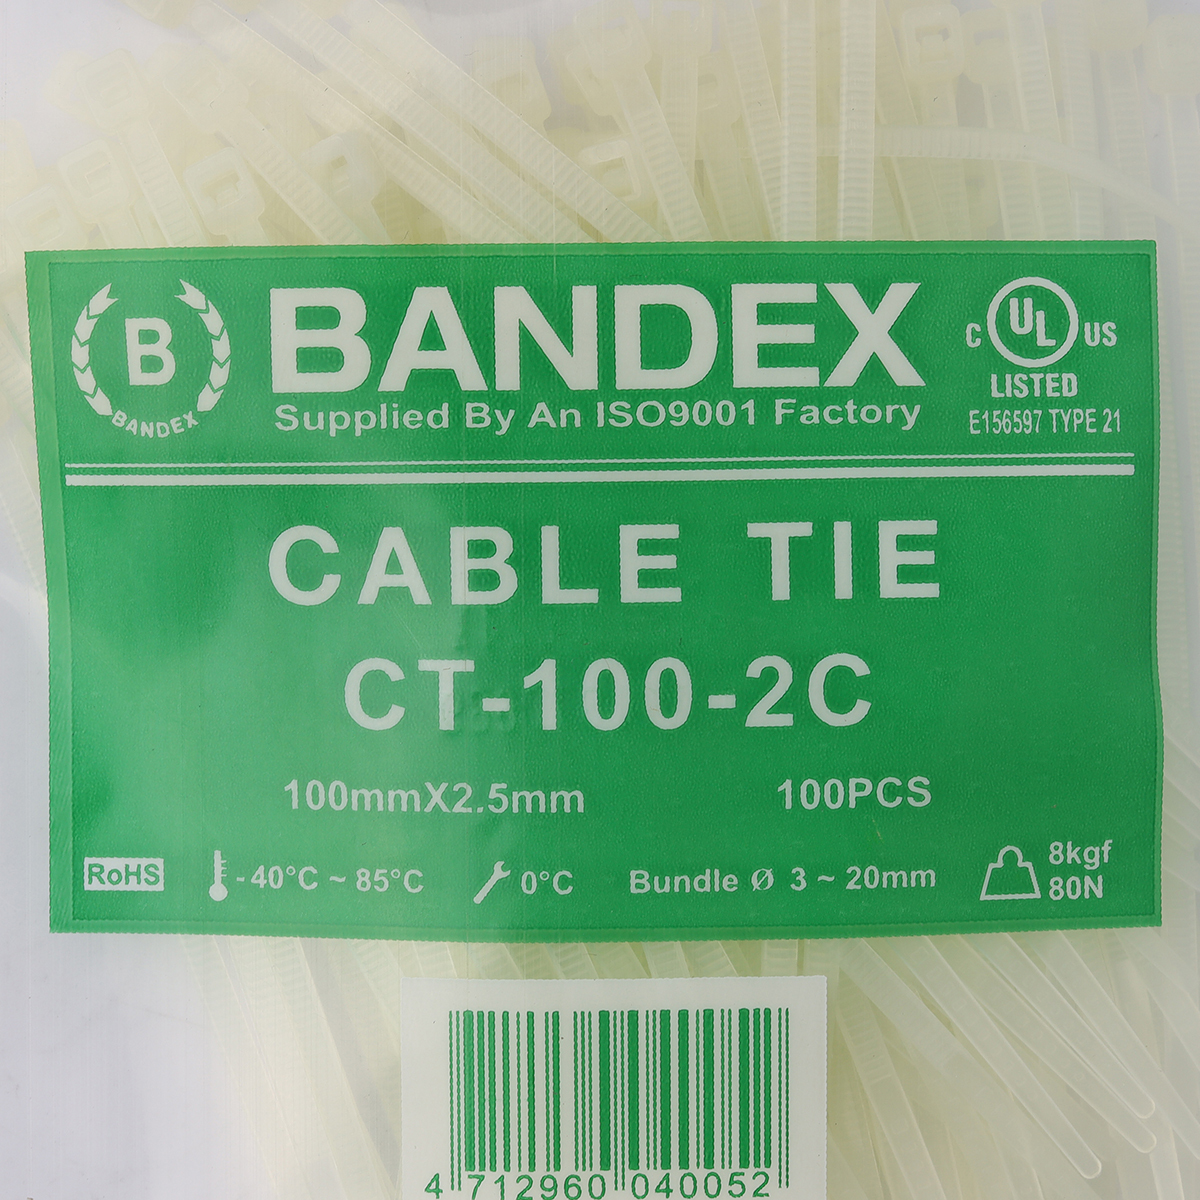 B
BANDEX
BANDEX
Supplied By An ISO9001 Factory
C UL US
LISTED
E156597 TYPE 21
CABLE TIE
CT-100-2C
100mmX2.5mm 100PCS
RoHS -40°C ~ 85°C 0°C Bundle Ø 3 ~ 20mm 8kgf
80N
4 712960 040052